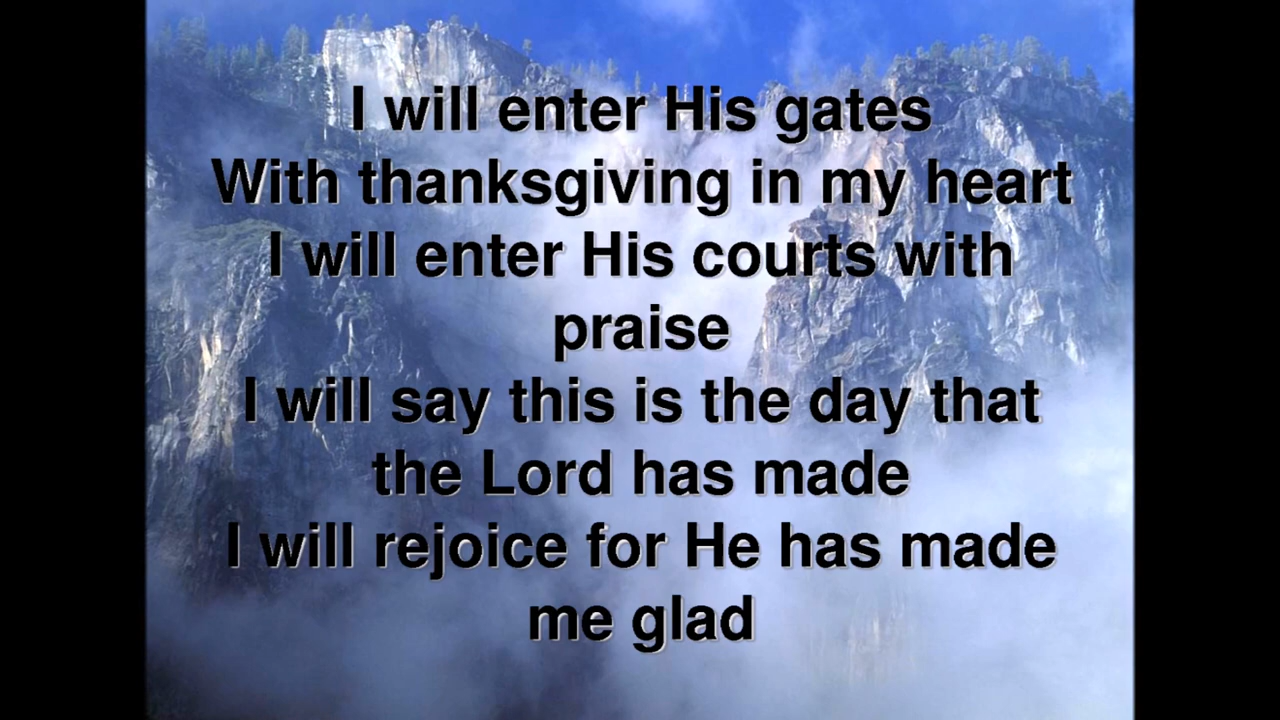 I will enter His gates
With thanksgiving in my heart
I will enter His courts with
praise
I will say this is the day that
the Lord has made
I will rejoice for He has made
me glad